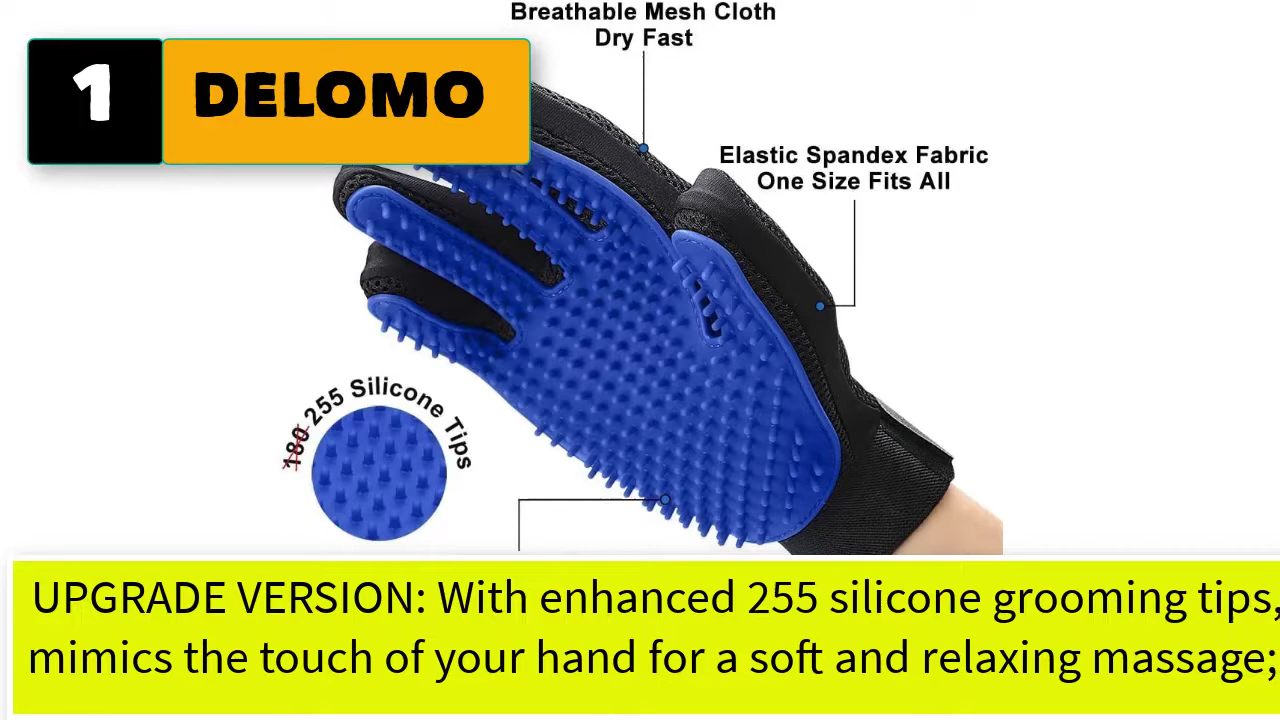 Breathable Mesh Cloth
Dry Fast
1 DELOMO
Elastic Spandex Fabric
One Size Fits All
180 255 Silicone Tips
UPGRADE VERSION: With enhanced 255 silicone grooming tips,
mimics the touch of your hand for a soft and relaxing massage;